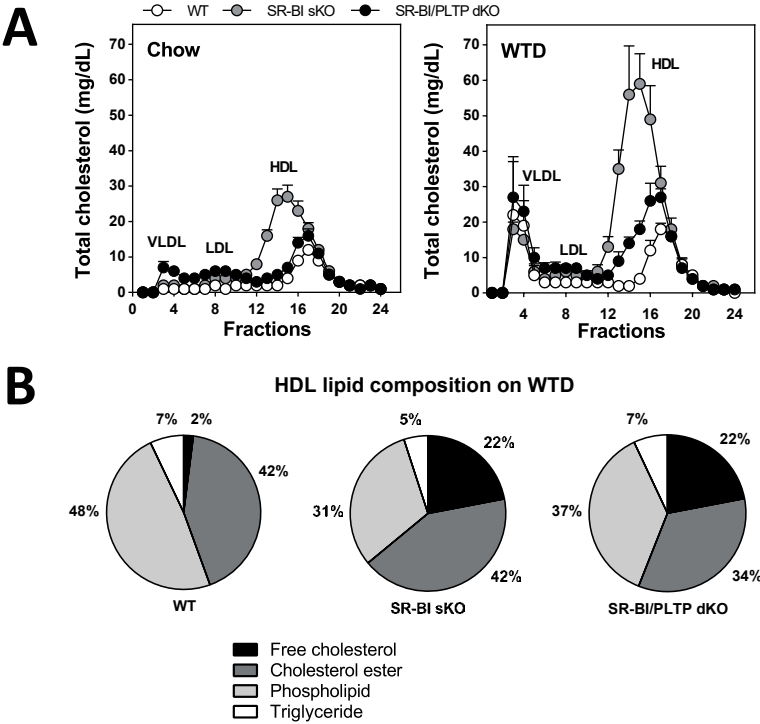 A
WT SR-BI sKO SR-BI/PLTP dKO
Chow
Total cholesterol (mg/dL)
70
60
50
40
30
20
10
0
HDL
VLDL
LDL
0 4 8 12 16 20 24
Fractions
WTD
Total cholesterol (mg/dL)
70
60
50
40
30
20
10
0
HDL
VLDL
LDL
4 8 12 16 20 24
Fractions
B
HDL lipid composition on WTD
7% 2%
42%
48%
WT
5%
22%
31%
42%
SR-BI sKO
7%
22%
37%
34%
SR-BI/PLTP dKO
Free cholesterol
Cholesterol ester
Phospholipid
Triglyceride